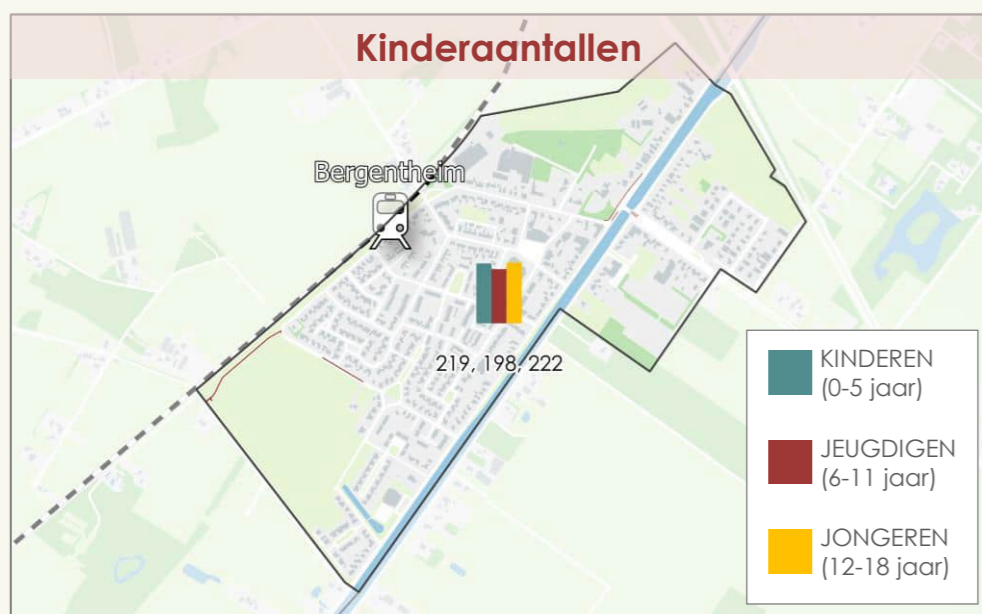 Kinderaantallen
Bergentheim
219, 198, 222
KINDEREN
(0-5 jaar)
JEUGDIGEN
(6-11 jaar)
JONGEREN
(12-18 jaar)